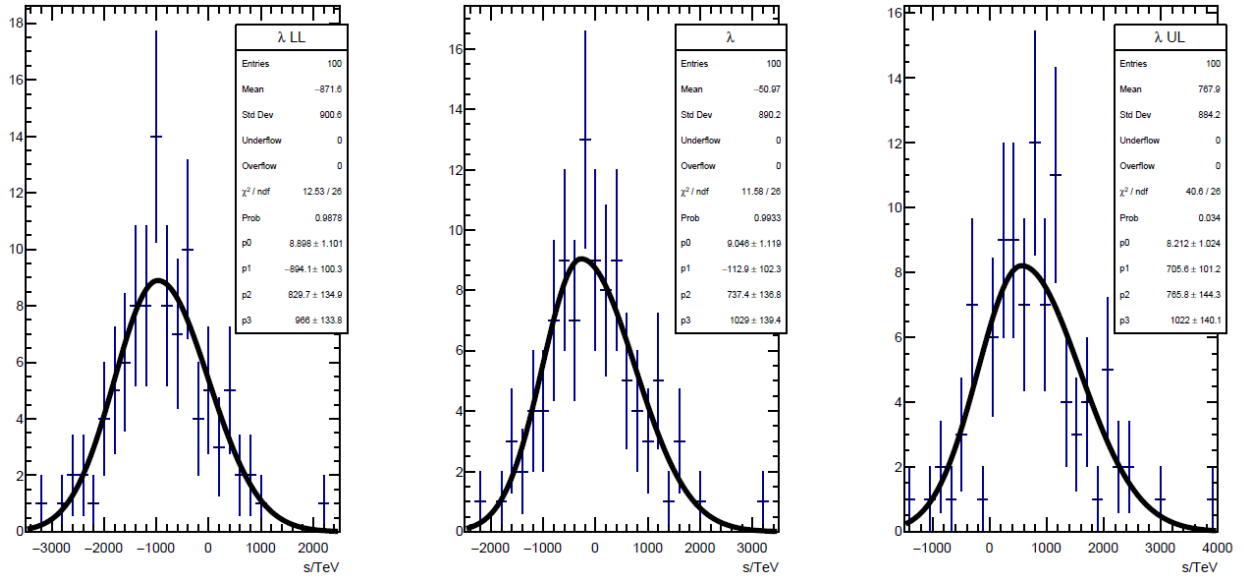 λ LL
Entries 100
Mean −871.6
Std Dev 900.6
Underflow 0
Overflow 0
χ² / ndf 12.53 / 26
Prob 0.9878
p0 8.898 ± 1.101
p1 −894.1 ± 100.3
p2 829.7 ± 134.9
p3 966 ± 133.8
18
16
14
12
10
8
6
4
2
0
−3000 −2000 −1000 0 1000 2000
s/TeV
λ
Entries 100
Mean −50.97
Std Dev 890.2
Underflow 0
Overflow 0
χ² / ndf 11.58 / 26
Prob 0.9933
p0 9.046 ± 1.119
p1 −112.9 ± 102.3
p2 737.4 ± 136.8
p3 1029 ± 139.4
16
14
12
10
8
6
4
2
0
−2000 −1000 0 1000 2000 3000
s/TeV
λ UL
Entries 100
Mean 767.9
Std Dev 884.2
Underflow 0
Overflow 0
χ² / ndf 40.6 / 26
Prob 0.034
p0 8.212 ± 1.024
p1 705.6 ± 101.2
p2 765.8 ± 144.3
p3 1022 ± 140.1
16
14
12
10
8
6
4
2
0
−1000 0 1000 2000 3000 4000
s/TeV